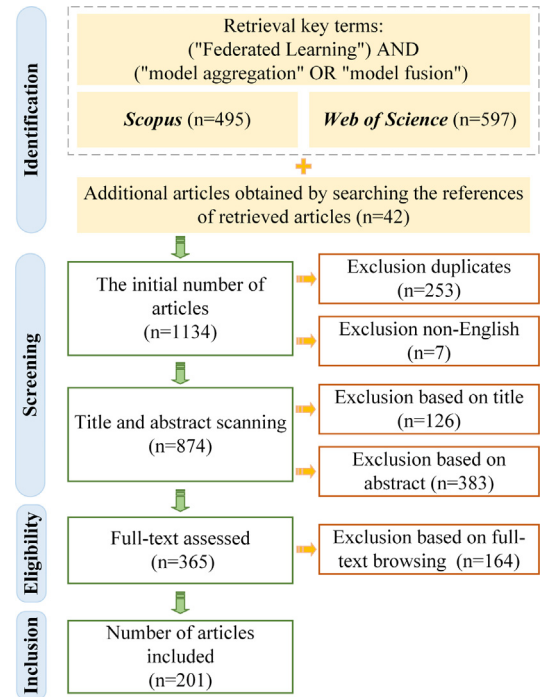 Identification
Retrieval key terms:
("Federated Learning") AND
("model aggregation" OR "model fusion")
Scopus (n=495)
Web of Science (n=597)
Additional articles obtained by searching the references
of retrieved articles (n=42)
Screening
The initial number of
articles
(n=1134)
Exclusion duplicates
(n=253)
Exclusion non-English
(n=7)
Title and abstract scanning
(n=874)
Exclusion based on title
(n=126)
Exclusion based on
abstract (n=383)
Eligibility
Full-text assessed
(n=365)
Exclusion based on full-
text browsing (n=164)
Inclusion
Number of articles
included
(n=201)